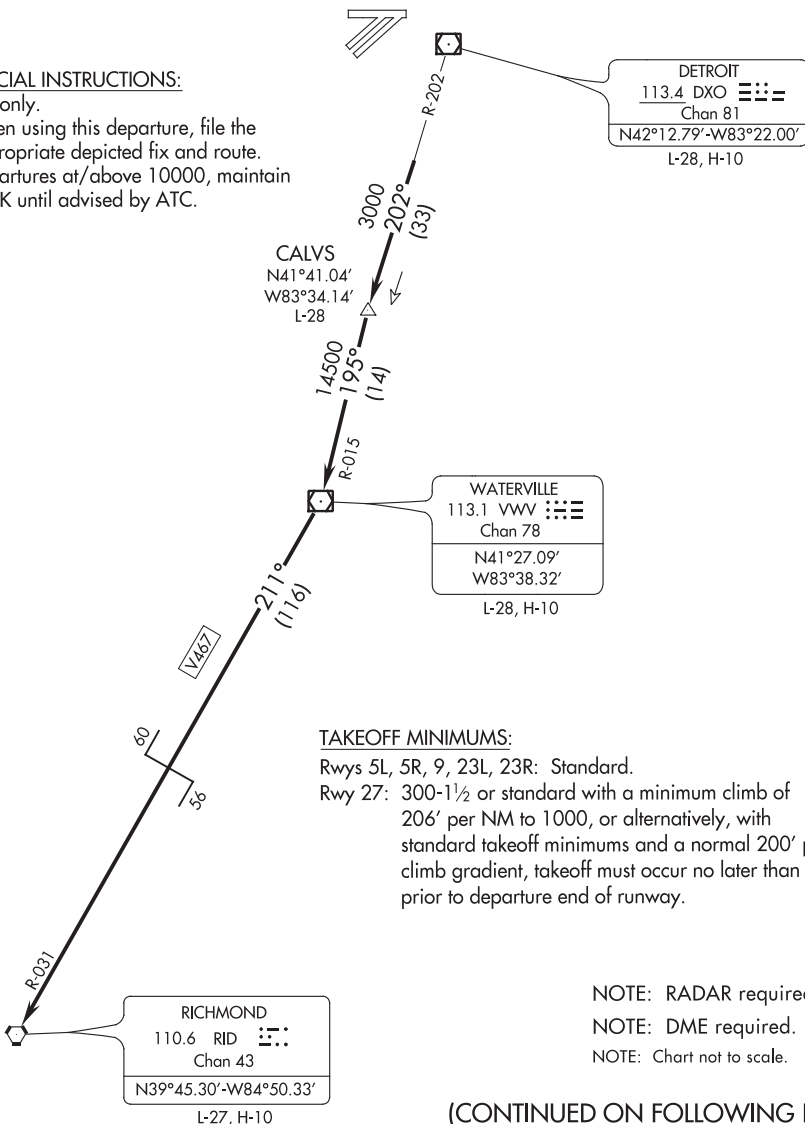 CIAL INSTRUCTIONS:
only.
en using this departure, file the
ropriate depicted fix and route.
artures at/above 10000, maintain
K until advised by ATC.
DETROIT
113.4 DXO
Chan 81
N42°12.79'-W83°22.00'
L-28, H-10
R-202
3000
202°
(33)
CALVS
N41°41.04'
W83°34.14'
L-28
14500
195°
(14)
R-015
WATERVILLE
113.1 VWV
Chan 78
N41°27.09'
W83°38.32'
L-28, H-10
211°
(116)
V467
60
56
TAKEOFF MINIMUMS:
Rwys 5L, 5R, 9, 23L, 23R: Standard.
Rwy 27: 300-1½ or standard with a minimum climb of
206' per NM to 1000, or alternatively, with
standard takeoff minimums and a normal 200' p
climb gradient, takeoff must occur no later than
prior to departure end of runway.
R-031
RICHMOND
110.6 RID
Chan 43
N39°45.30'-W84°50.33'
L-27, H-10
NOTE: RADAR required
NOTE: DME required.
NOTE: Chart not to scale.
(CONTINUED ON FOLLOWING